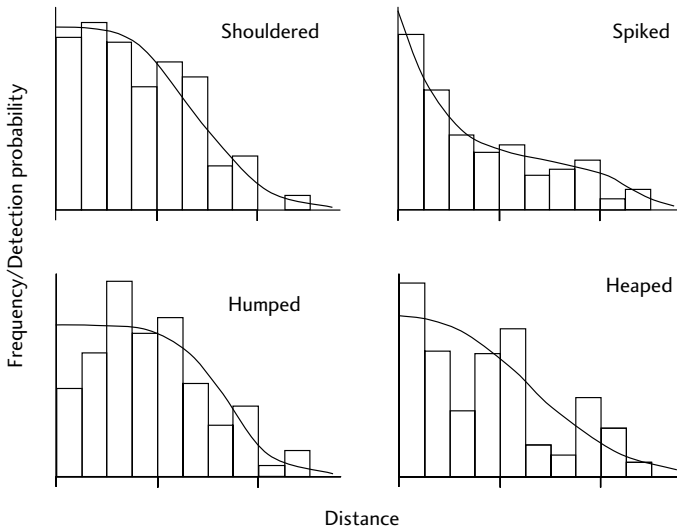 Shouldered
Spiked
Humped
Heaped
Frequency/Detection probability
Distance